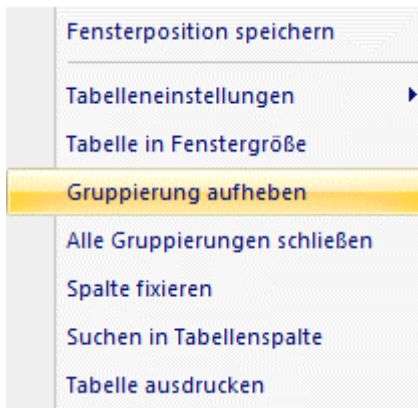 Fensterposition speichern
Tabelleneinstellungen
Tabelle in Fenstergröße
Gruppierung aufheben
Alle Gruppierungen schließen
Spalte fixieren
Suchen in Tabellenspalte
Tabelle ausdrucken